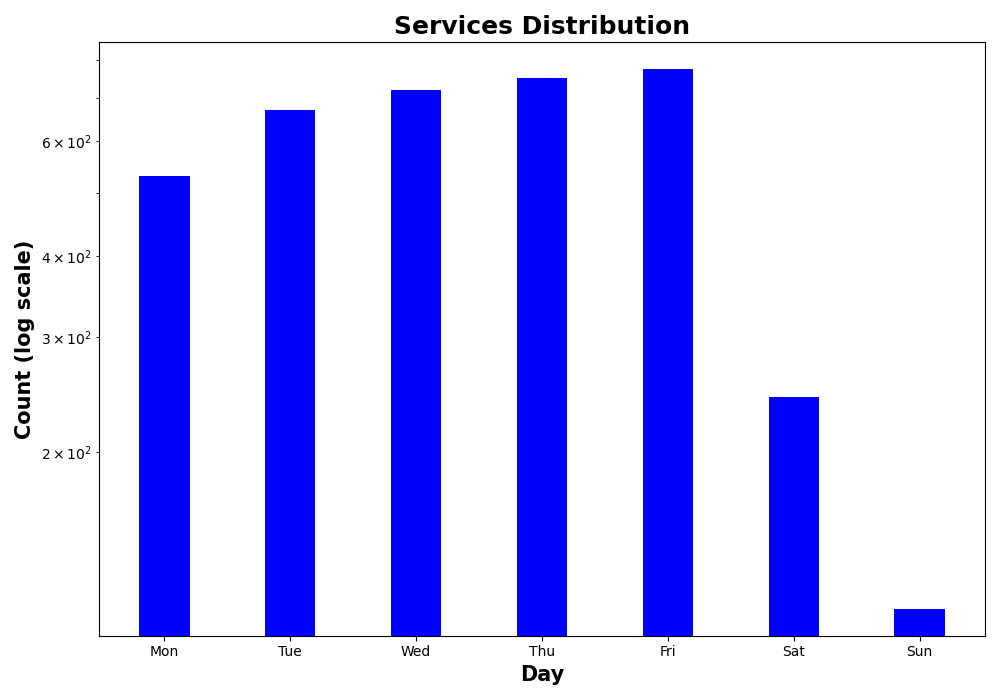 Services Distribution
Count (log scale)
6 × 10²
4 × 10²
3 × 10²
2 × 10²
Mon Tue Wed Thu Fri Sat Sun
Day